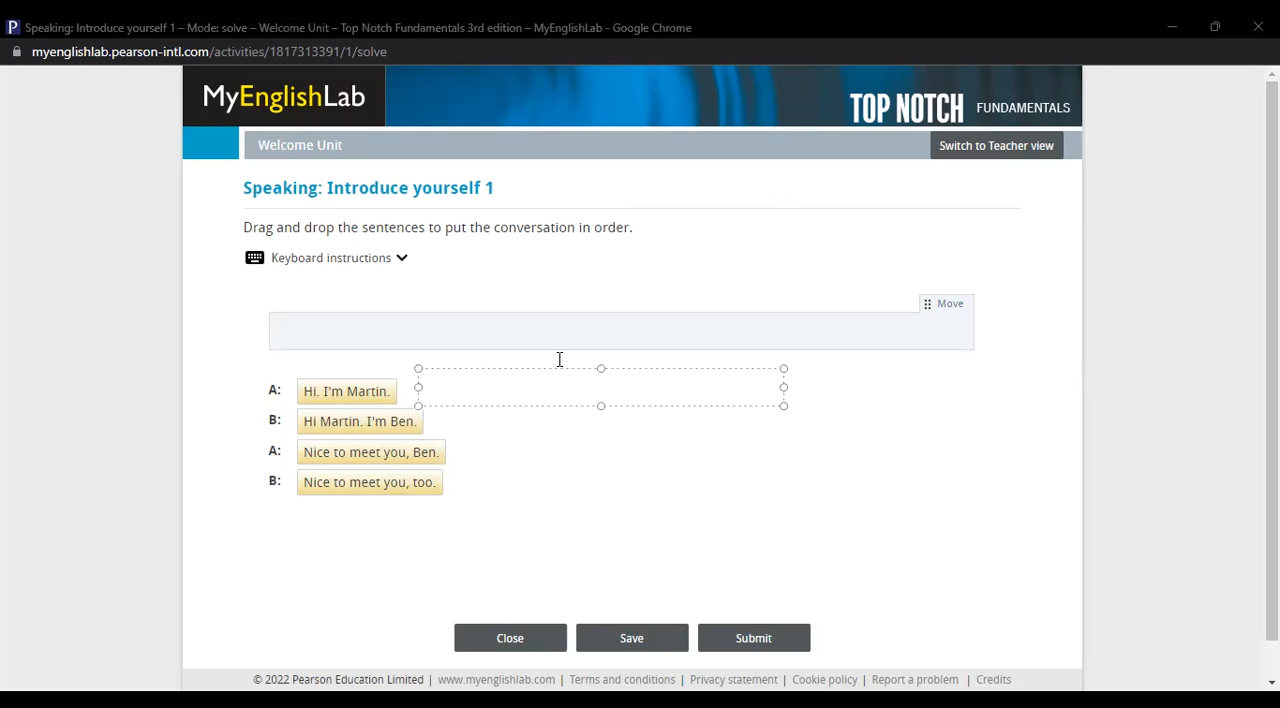 Speaking: Introduce yourself 1 – Mode: solve – Welcome Unit – Top Notch Fundamentals 3rd edition – MyEnglishLab - Google Chrome
myenglishlab.pearson-intl.com/activities/1817313391/1/solve
MyEnglishLab
TOP NOTCH FUNDAMENTALS
Welcome Unit
Switch to Teacher view
Speaking: Introduce yourself 1
Drag and drop the sentences to put the conversation in order.
Keyboard instructions
Move
A: Hi. I'm Martin.
B: Hi Martin. I'm Ben.
A: Nice to meet you, Ben.
B: Nice to meet you, too.
Close Save Submit
© 2022 Pearson Education Limited | www.myenglishlab.com | Terms and conditions | Privacy statement | Cookie policy | Report a problem | Credits